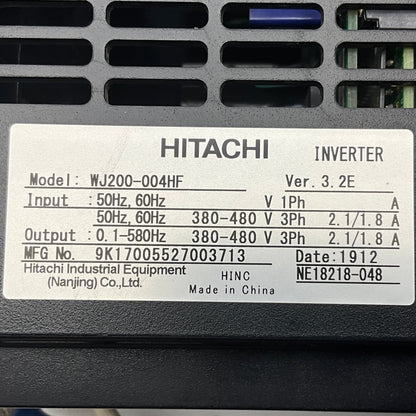 HITACHI INVERTER
Model: WJ200-004HF Ver. 3.2E
Input : 50Hz, 60Hz V 1Ph A
50Hz, 60Hz 380-480 V 3Ph 2.1/1.8 A
Output: 0.1-580Hz 380-480 V 3Ph 2.1/1.8 A
MFG No. 9K17005527003713 Date: 1912
Hitachi Industrial Equipment HINC NE18218-048
(Nanjing) Co.,Ltd. Made in China